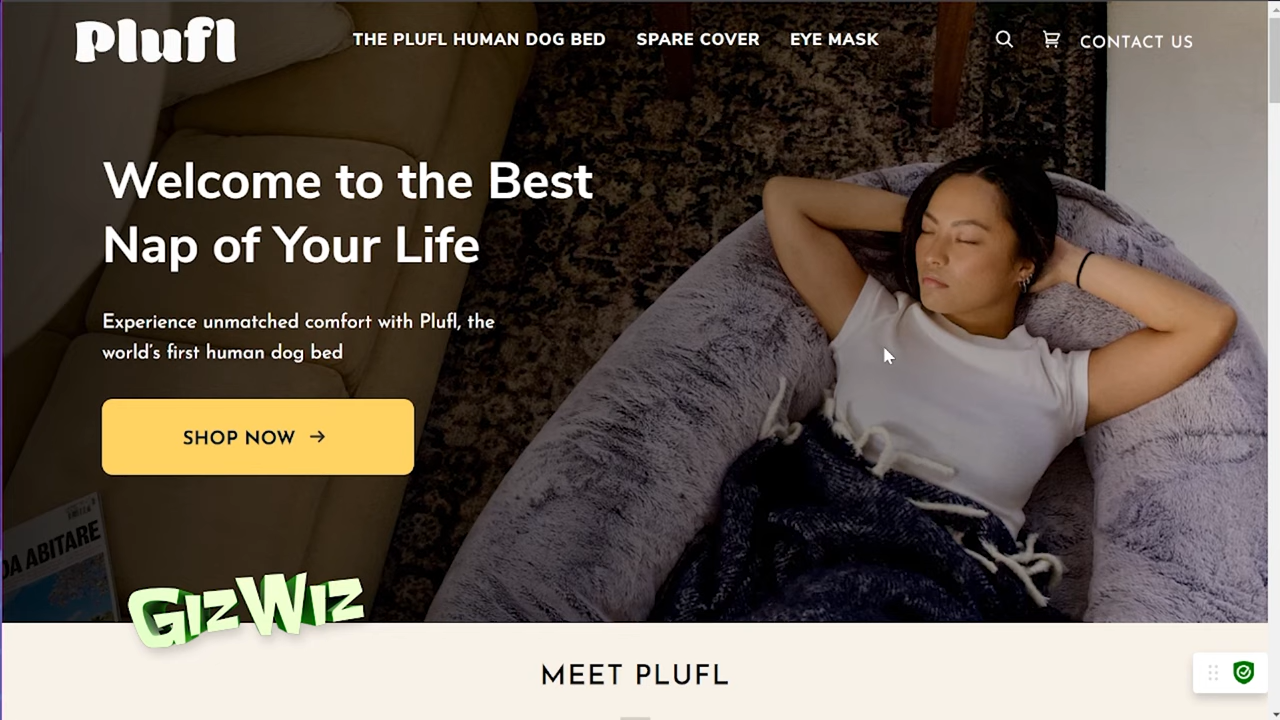 Plufl
THE PLUFL HUMAN DOG BED
SPARE COVER
EYE MASK
CONTACT US
Welcome to the Best
Nap of Your Life
Experience unmatched comfort with Plufl, the
world's first human dog bed
SHOP NOW →
DA ABITARE
GIZWIZ
MEET PLUFL